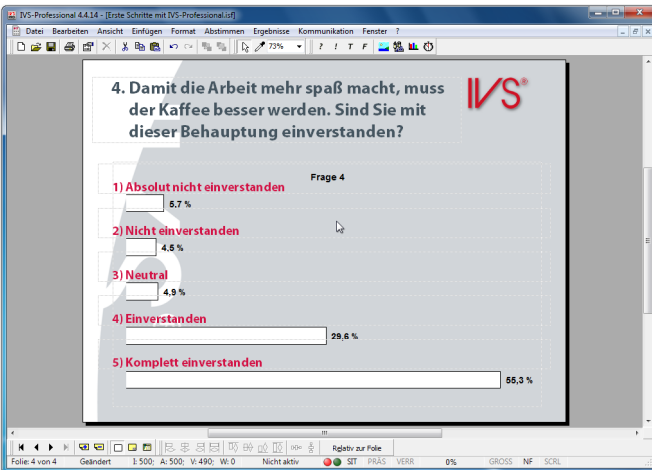 IVS-Professional 4.4.14 - [Erste Schritte mit IVS-Professional.isf]
Datei Bearbeiten Ansicht Einfügen Format Abstimmen Ergebnisse Kommunikation Fenster ?
73% ? ! T F
4. Damit die Arbeit mehr spaß macht, muss
der Kaffee besser werden. Sind Sie mit
dieser Behauptung einverstanden?
IVS®
Frage 4
1) Absolut nicht einverstanden
5,7 %
2) Nicht einverstanden
4,5 %
3) Neutral
4,9 %
4) Einverstanden
29,6 %
5) Komplett einverstanden
55,3 %
Relativ zur Folie
Folie: 4 von 4 Geändert I: 500; A: 500; V: 490; W: 0 Nicht aktiv SIT PRÄS VERR 0% GROSS NF SCRL